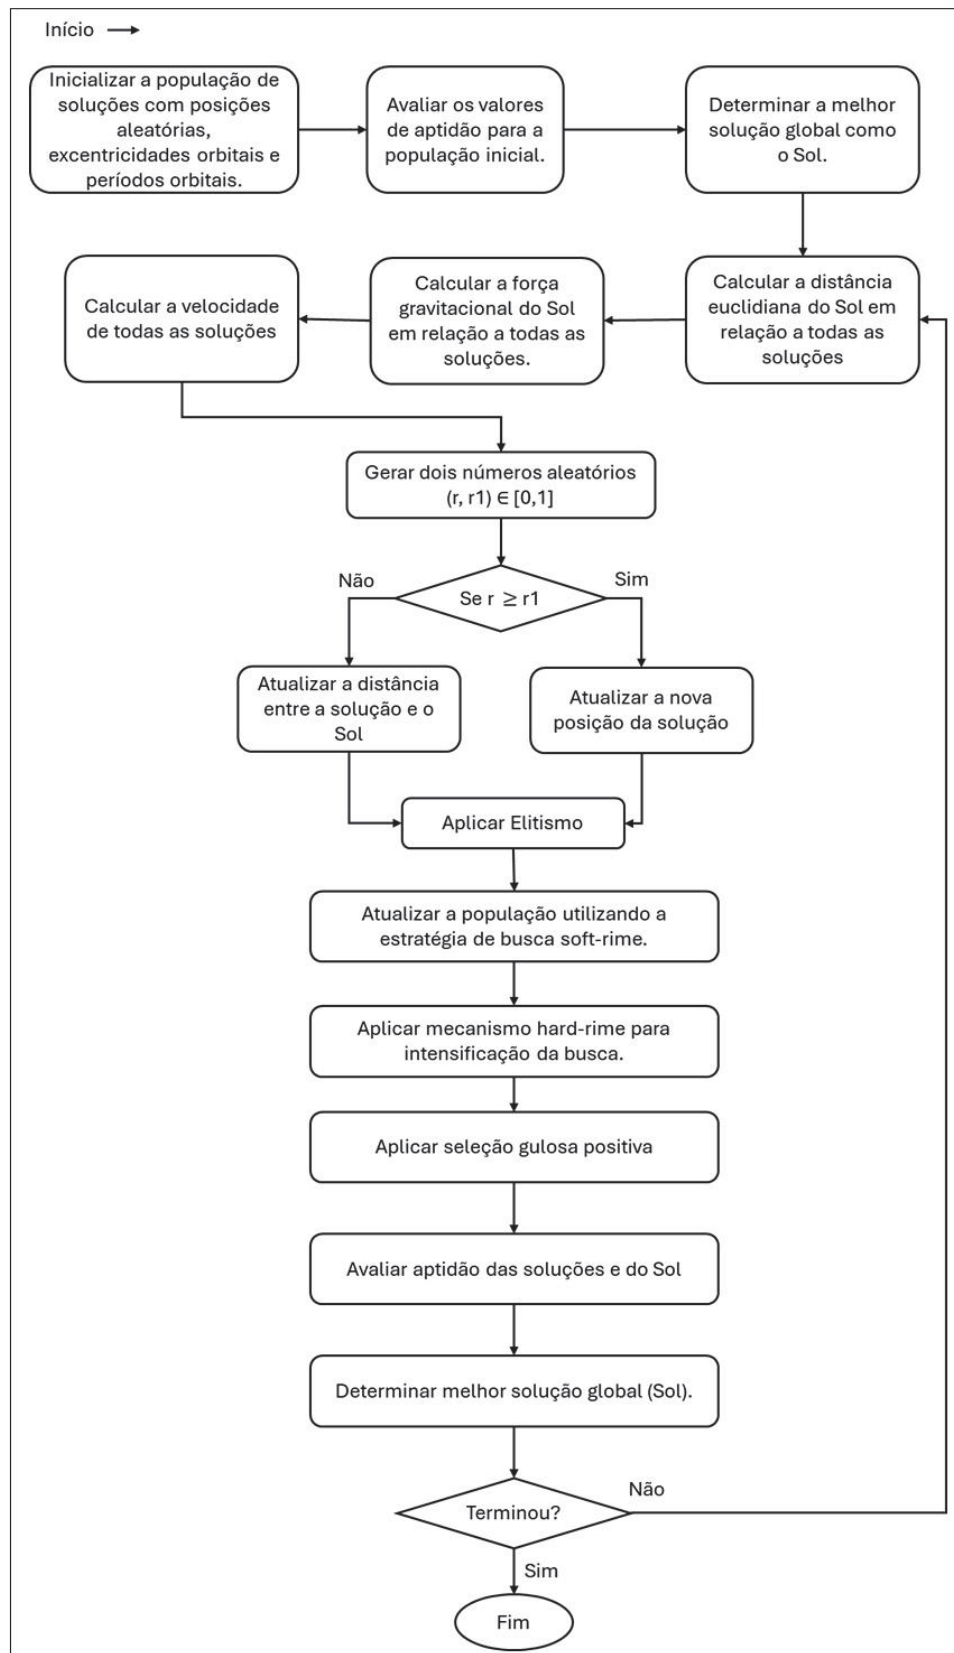 Início
Inicializar a população de
soluções com posições
aleatórias,
excentricidades orbitais e
períodos orbitais.
Avaliar os valores
de aptidão para a
população inicial.
Determinar a melhor
solução global como
o Sol.
Calcular a distância
euclidiana do Sol em
relação a todas as
soluções
Calcular a força
gravitacional do Sol
em relação a todas as
soluções.
Calcular a velocidade
de todas as soluções
Gerar dois números aleatórios
(r, r1) ∈ [0,1]
Se r ≥ r1
Não
Sim
Atualizar a distância
entre a solução e o
Sol
Atualizar a nova
posição da solução
Aplicar Elitismo
Atualizar a população utilizando a
estratégia de busca soft-rime.
Aplicar mecanismo hard-rime para
intensificação da busca.
Aplicar seleção gulosa positiva
Avaliar aptidão das soluções e do Sol
Determinar melhor solução global (Sol).
Terminou?
Não
Sim
Fim